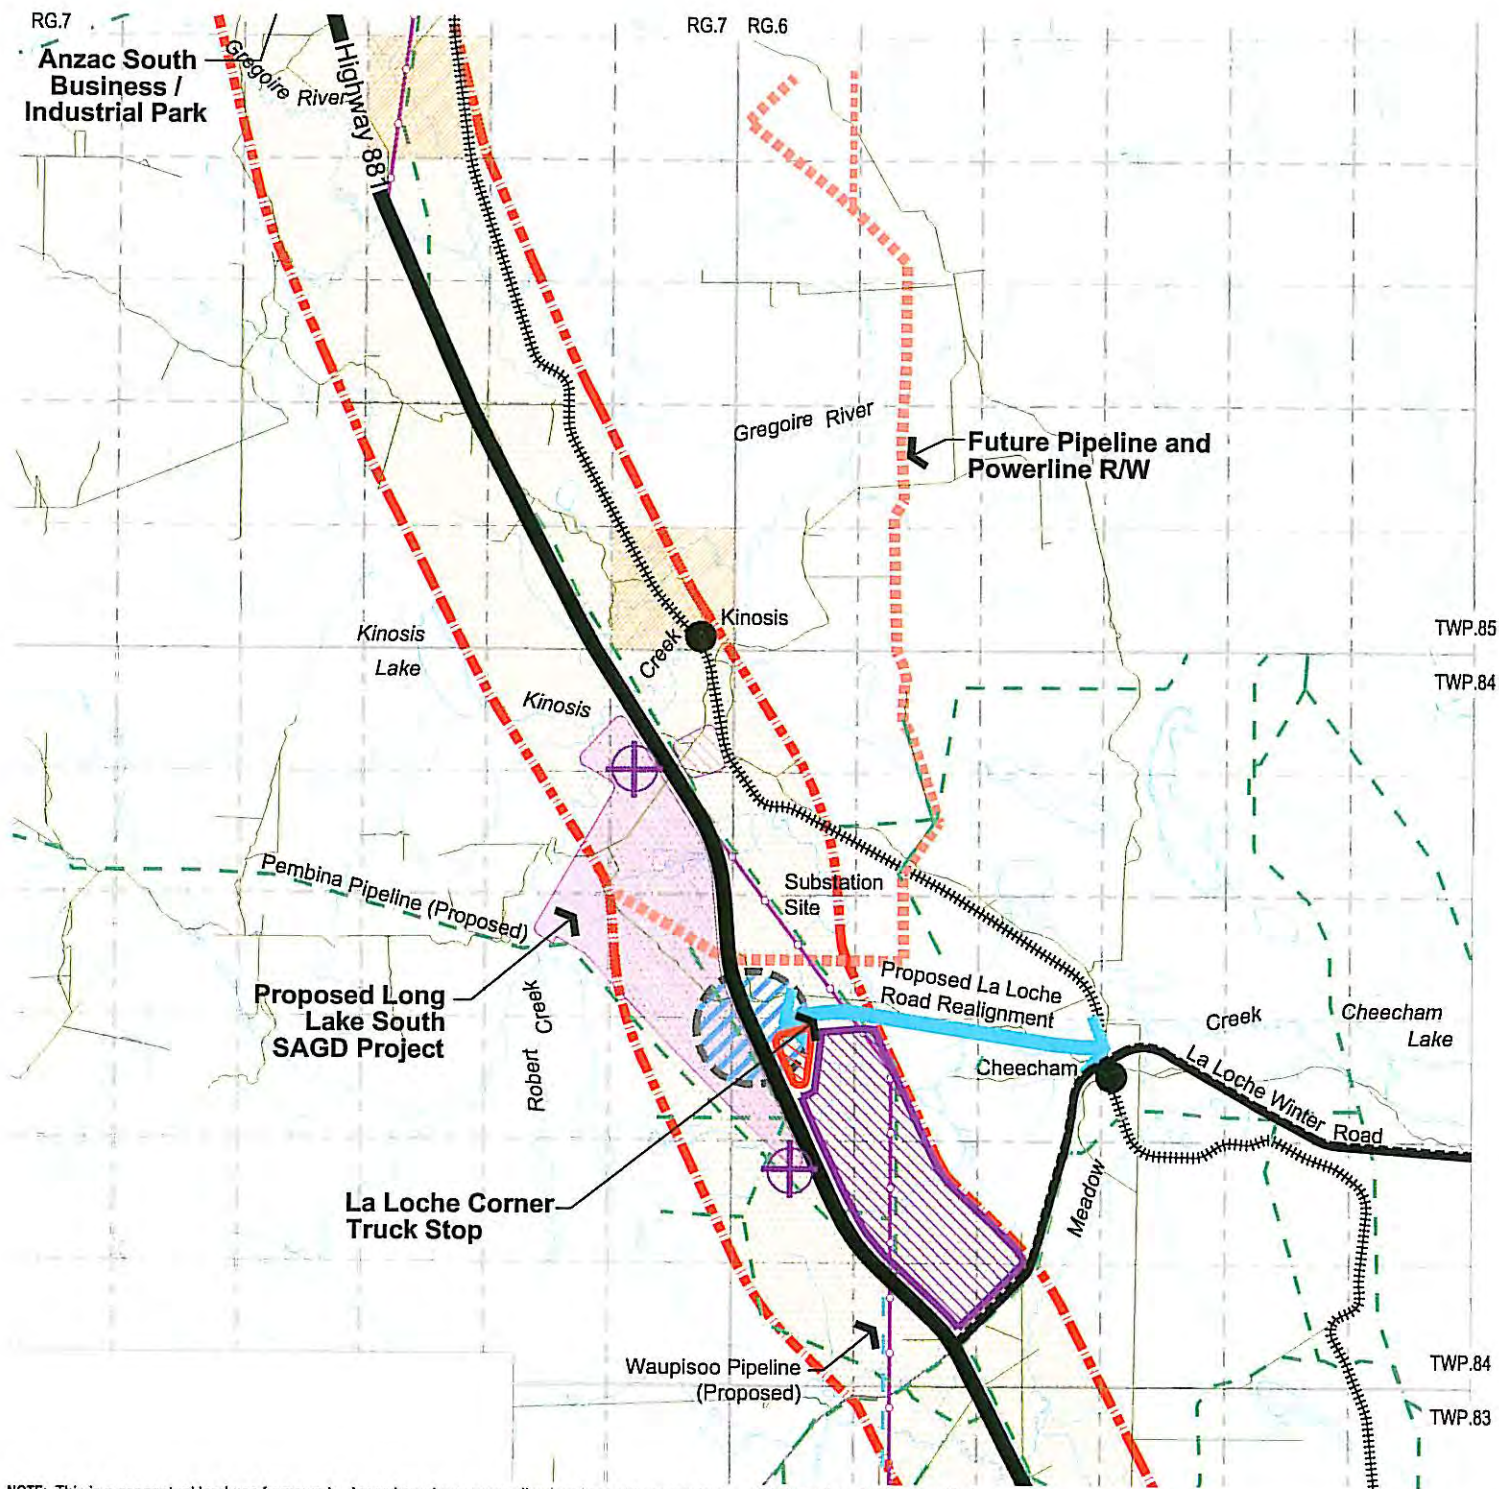 RG.7
RG.7 RG.6
Anzac South
Business /
Industrial Park
Gregoire River
Highway 881
Gregoire River
Future Pipeline and
Powerline R/W
Kinosis
Creek
TWP.85
TWP.84
Kinosis
Lake
Kinosis
Pembina Pipeline (Proposed)
Substation
Site
Proposed Long
Lake South
SAGD Project
Robert Creek
Proposed La Loche
Road Realignment
Creek
Cheecham
Lake
Cheecham
La Loche Winter Road
Meadow
La Loche Corner
Truck Stop
Waupisoo Pipeline
(Proposed)
TWP.84
TWP.83